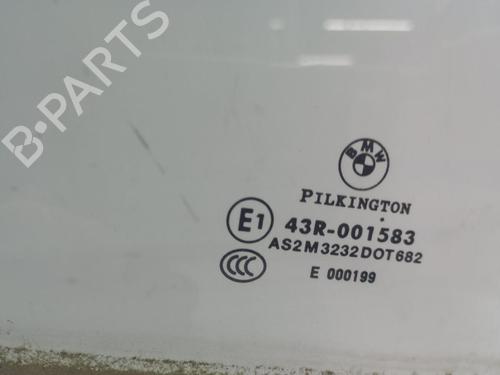 B-PARTS
BMW
PILKINGTON
E1 43R-001583
AS2M3232DOT682
CCC
E 000199